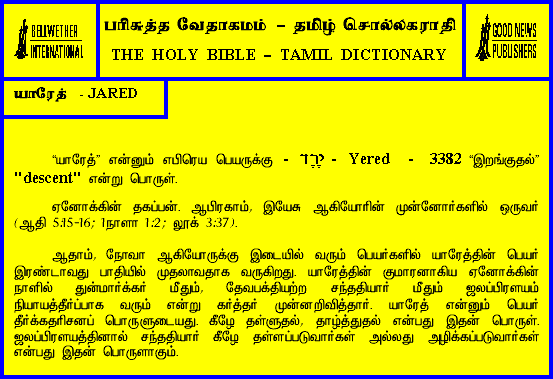 BELLWETHER
INTERNATIONAL
பரிசுத்த வேதாகமம் – தமிழ் சொல்லகராதி
THE HOLY BIBLE – TAMIL DICTIONARY
GOOD NEWS
PUBLISHERS
யாரேத் - JARED
“யாரேத்” என்னும் எபிரெய பெயருக்கு - יֶרֶד - Yered - 3382 “இறங்குதல்”
"descent" என்று பொருள்.
ஏனோக்கின் தகப்பன். ஆபிரகாம், இயேசு ஆகியோரின் முன்னோர்களில் ஒருவர்
(ஆதி 5:15-16; 1நாளா 1:2; லூக் 3:37).
ஆதாம், நோவா ஆகியோருக்கு இடையில் வரும் பெயர்களில் யாரேத்தின் பெயர்
இரண்டாவது பாதியில் முதலாவதாக வருகிறது. யாரேத்தின் குமாரனாகிய ஏனோக்கின்
நாளில் துன்மார்க்கர் மீதும், தேவபக்தியற்ற சந்ததியார் மீதும் ஜலப்பிரளயம்
நியாயத்தீர்ப்பாக வரும் என்று கர்த்தர் முன்னறிவித்தார். யாரேத் என்னும் பெயர்
தீர்க்கதரிசனப் பொருளுடையது. கீழே தள்ளுதல், தாழ்த்துதல் என்பது இதன் பொருள்.
ஜலப்பிரளயத்தினால் சந்ததியார் கீழே தள்ளப்படுவார்கள் அல்லது அழிக்கப்படுவார்கள்
என்பது இதன் பொருளாகும்.